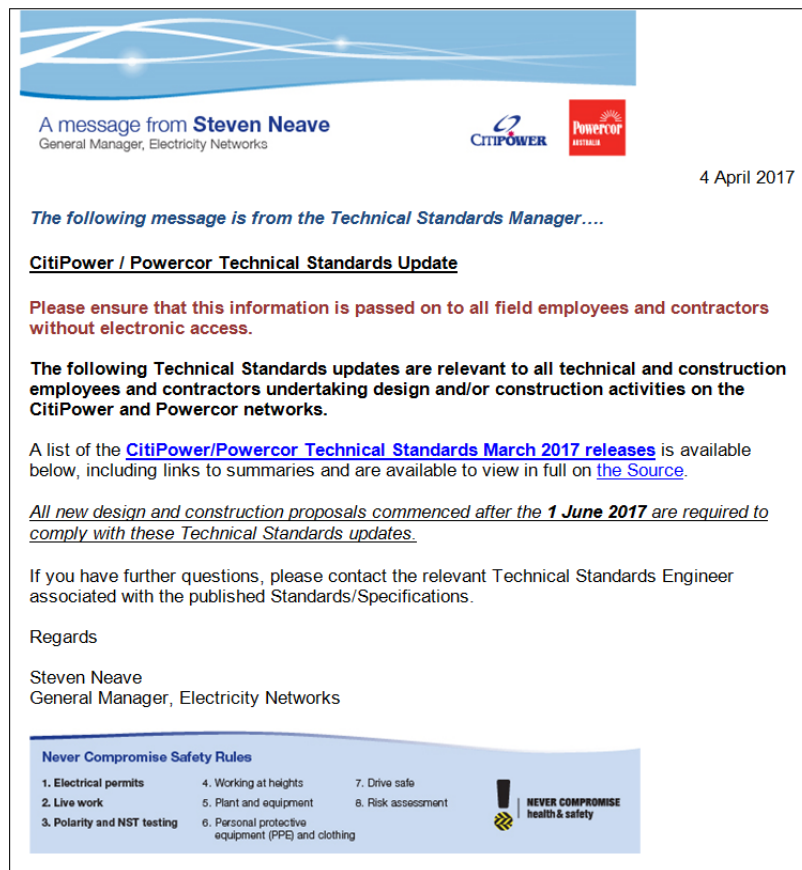 A message from Steven Neave
General Manager, Electricity Networks
CITIPOWER
Powercor
AUSTRALIA
4 April 2017
The following message is from the Technical Standards Manager….
CitiPower / Powercor Technical Standards Update
Please ensure that this information is passed on to all field employees and contractors
without electronic access.
The following Technical Standards updates are relevant to all technical and construction
employees and contractors undertaking design and/or construction activities on the
CitiPower and Powercor networks.
A list of the CitiPower/Powercor Technical Standards March 2017 releases is available
below, including links to summaries and are available to view in full on the Source.
All new design and construction proposals commenced after the 1 June 2017 are required to
comply with these Technical Standards updates.
If you have further questions, please contact the relevant Technical Standards Engineer
associated with the published Standards/Specifications.
Regards
Steven Neave
General Manager, Electricity Networks
Never Compromise Safety Rules
1. Electrical permits
2. Live work
3. Polarity and NST testing
4. Working at heights
5. Plant and equipment
6. Personal protective
equipment (PPE) and clothing
7. Drive safe
8. Risk assessment
NEVER COMPROMISE
health & safety